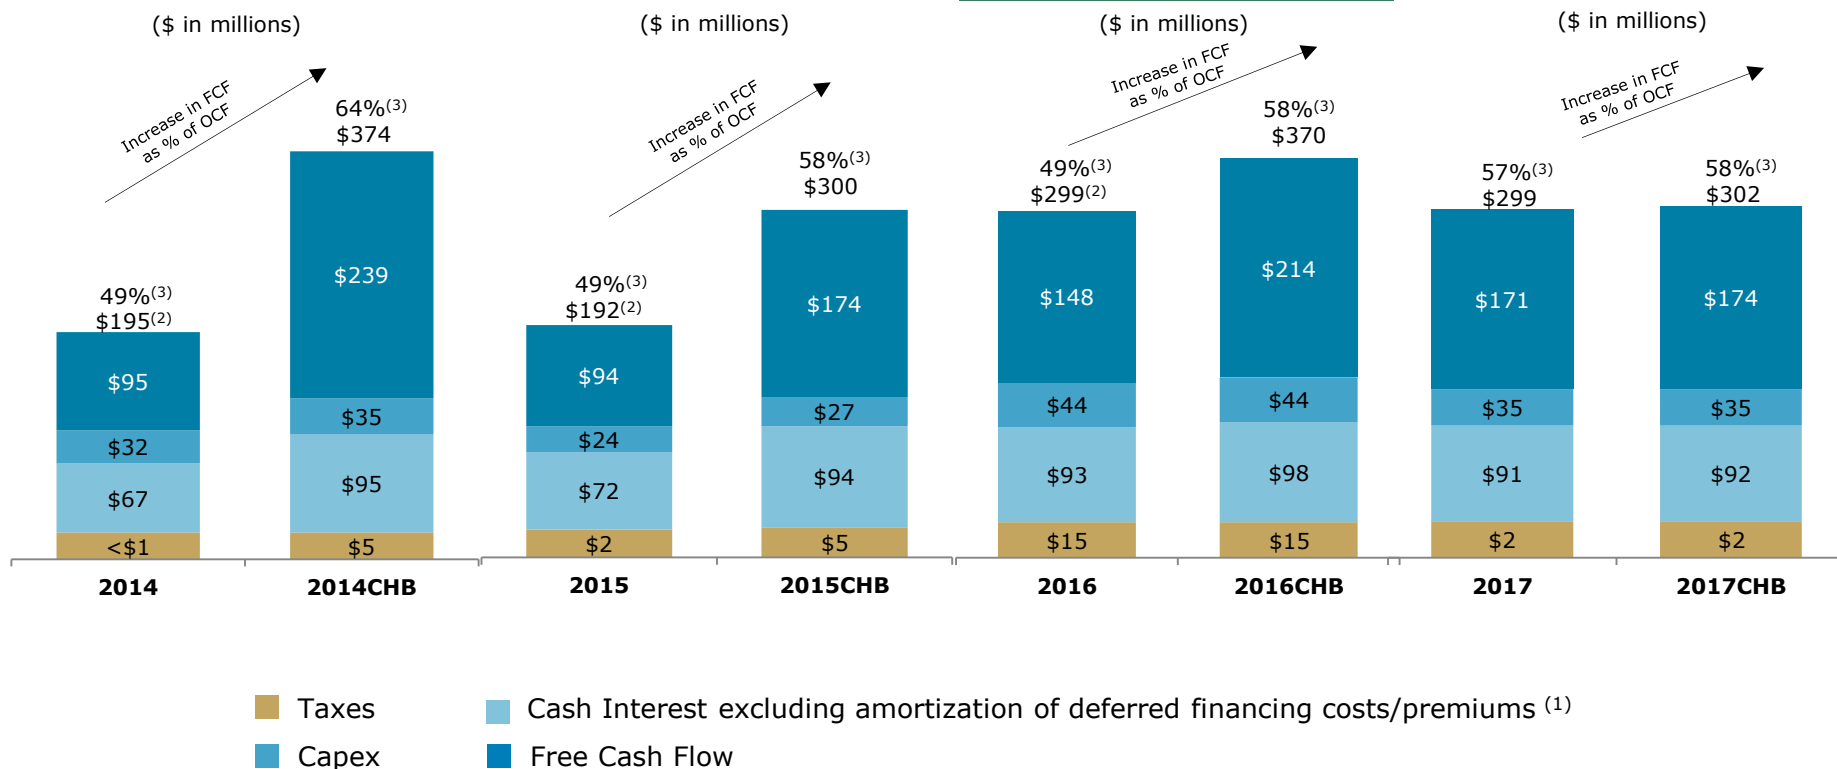 ($ in millions)
($ in millions)
($ in millions)
($ in millions)
Increase in FCF
as % of OCF
Increase in FCF
as % of OCF
Increase in FCF
as % of OCF
Increase in FCF
as % of OCF
49%(3)
$195(2)
$95
$32
$67
<$1
64%(3)
$374
$239
$35
$95
$5
49%(3)
$192(2)
$94
$24
$72
$2
58%(3)
$300
$174
$27
$94
$5
49%(3)
$299(2)
$148
$44
$93
$15
58%(3)
$370
$214
$44
$98
$15
57%(3)
$299
$171
$35
$91
$2
58%(3)
$302
$174
$35
$92
$2
2014
2014CHB
2015
2015CHB
2016
2016CHB
2017
2017CHB
Taxes
Cash Interest excluding amortization of deferred financing costs/premiums (1)
Capex
Free Cash Flow